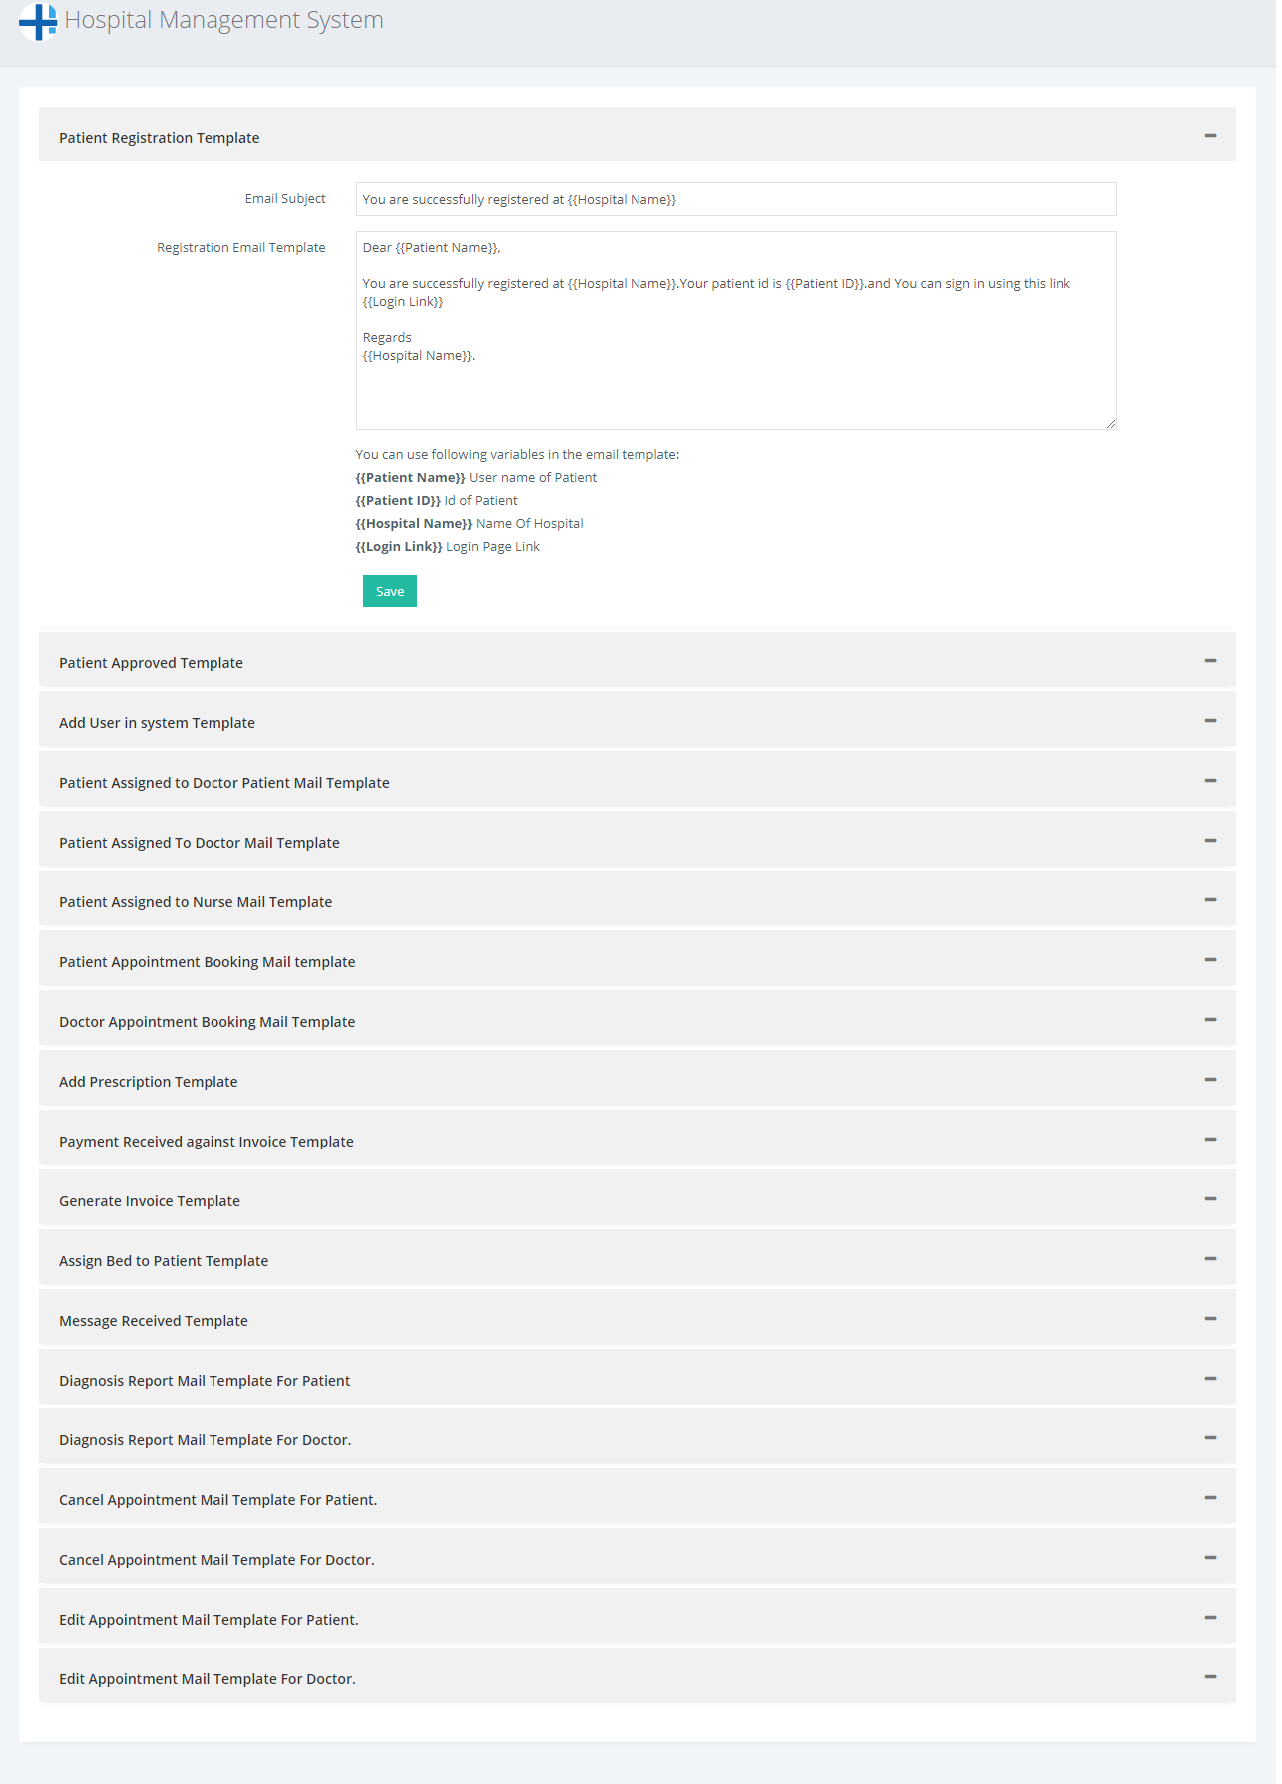 Hospital Management System
Patient Registration Template
Email Subject
You are successfully registered at {{Hospital Name}}
Registration Email Template
Dear {{Patient Name}},
You are successfully registered at {{Hospital Name}}.Your patient id is {{Patient ID}}.and You can sign in using this link
{{Login Link}}
Regards
{{Hospital Name}}.
You can use following variables in the email template:
{{Patient Name}} User name of Patient
{{Patient ID}} Id of Patient
{{Hospital Name}} Name Of Hospital
{{Login Link}} Login Page Link
Save
Patient Approved Template
Add User in system Template
Patient Assigned to Doctor Patient Mail Template
Patient Assigned To Doctor Mail Template
Patient Assigned to Nurse Mail Template
Patient Appointment Booking Mail template
Doctor Appointment Booking Mail Template
Add Prescription Template
Payment Received against Invoice Template
Generate Invoice Template
Assign Bed to Patient Template
Message Received Template
Diagnosis Report Mail Template For Patient
Diagnosis Report Mail Template For Doctor.
Cancel Appointment Mail Template For Patient.
Cancel Appointment Mail Template For Doctor.
Edit Appointment Mail Template For Patient.
Edit Appointment Mail Template For Doctor.